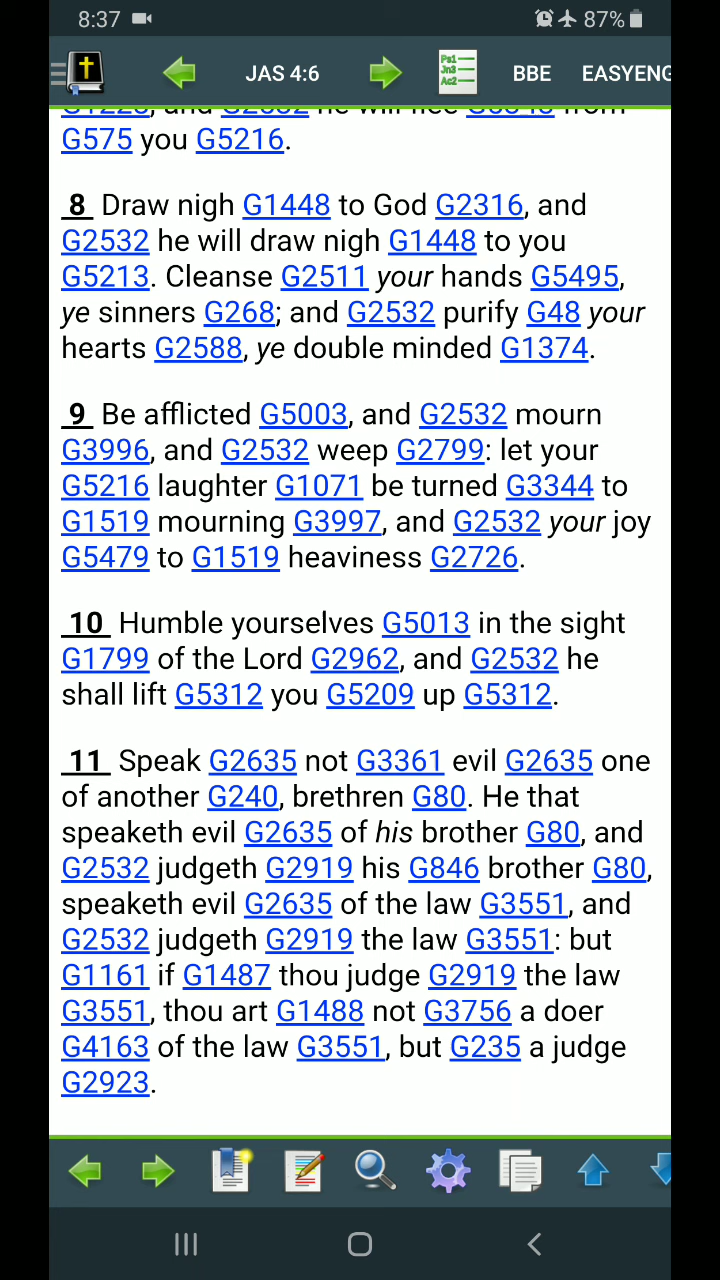 8:37 87%
JAS 4:6 BBE EASYENG
Ps1
Jn3
Ac2
G575 you G5216.
8 Draw nigh G1448 to God G2316, and
G2532 he will draw nigh G1448 to you
G5213. Cleanse G2511 your hands G5495,
ye sinners G268; and G2532 purify G48 your
hearts G2588, ye double minded G1374.
9 Be afflicted G5003, and G2532 mourn
G3996, and G2532 weep G2799: let your
G5216 laughter G1071 be turned G3344 to
G1519 mourning G3997, and G2532 your joy
G5479 to G1519 heaviness G2726.
10 Humble yourselves G5013 in the sight
G1799 of the Lord G2962, and G2532 he
shall lift G5312 you G5209 up G5312.
11 Speak G2635 not G3361 evil G2635 one
of another G240, brethren G80. He that
speaketh evil G2635 of his brother G80, and
G2532 judgeth G2919 his G846 brother G80,
speaketh evil G2635 of the law G3551, and
G2532 judgeth G2919 the law G3551: but
G1161 if G1487 thou judge G2919 the law
G3551, thou art G1488 not G3756 a doer
G4163 of the law G3551, but G235 a judge
G2923.